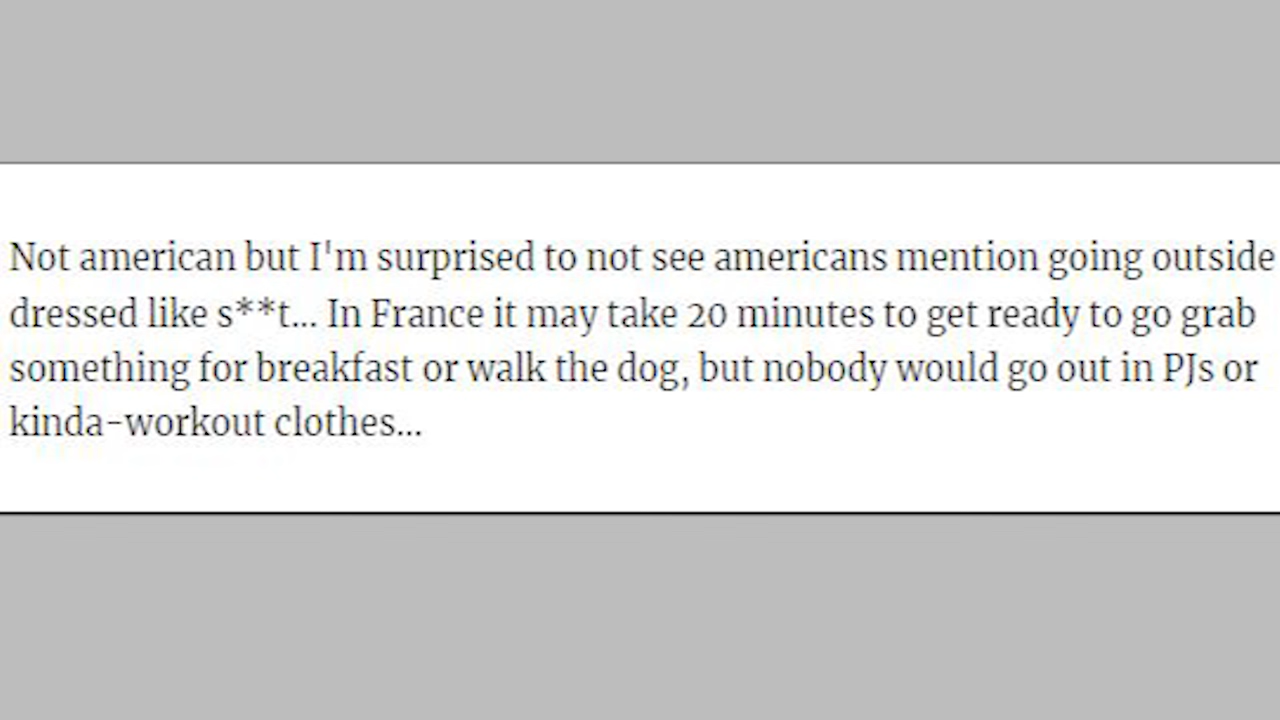 Not american but I'm surprised to not see americans mention going outside
dressed like s**t... In France it may take 20 minutes to get ready to go grab
something for breakfast or walk the dog, but nobody would go out in PJs or
kinda-workout clothes...